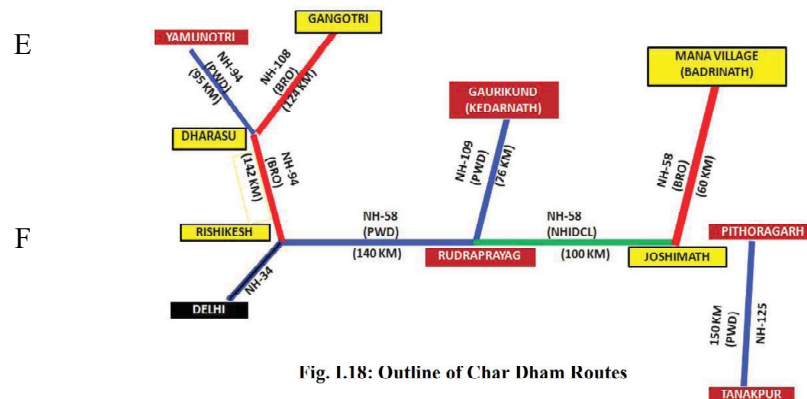 E
YAMUNOTRI
GANGOTRI
NH-94
(PWD)
(95 KM)
NH-108
(BRO)
(124 KM)
MANA VILLAGE
(BADRINATH)
GAURIKUND
(KEDARNATH)
DHARASU
NH-94
(BRO)
(142 KM)
NH-109
(PWD)
(76 KM)
NH-58
(BRO)
(60 KM)
F
RISHIKESH
NH-58
(PWD)
(140 KM)
NH-58
(NHIDCL)
(100 KM)
RUDRAPRAYAG
JOSHIMATH
PITHORAGARH
NH-34
DELHI
150 KM
(PWD)
NH-125
Fig. I.18: Outline of Char Dham Routes
TANAKPUR